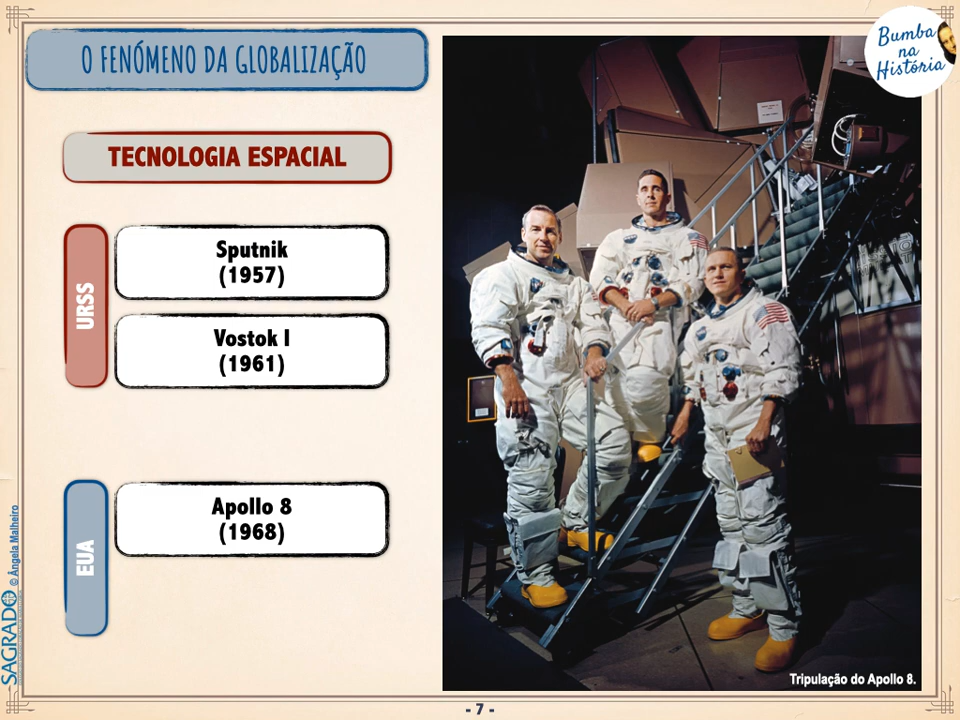 O FENÓMENO DA GLOBALIZAÇÃO
Bumba
na
História
TECNOLOGIA ESPACIAL
URSS
Sputnik
(1957)
Vostok I
(1961)
EUA
Apollo 8
(1968)
SAGRADO
© Ângela Malheiro
Tripulação do Apollo 8.
- 7 -